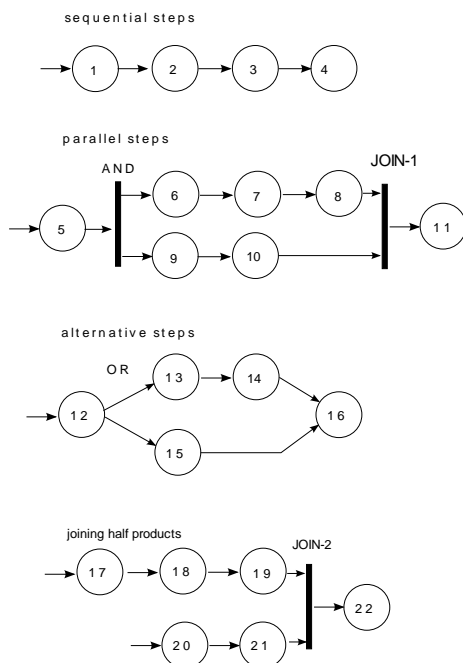 sequential steps
1 2 3 4
parallel steps
AND JOIN-1
6 7 8
5 11
9 10
alternative steps
OR
13 14
12 16
15
joining half products
JOIN-2
17 18 19
22
20 21